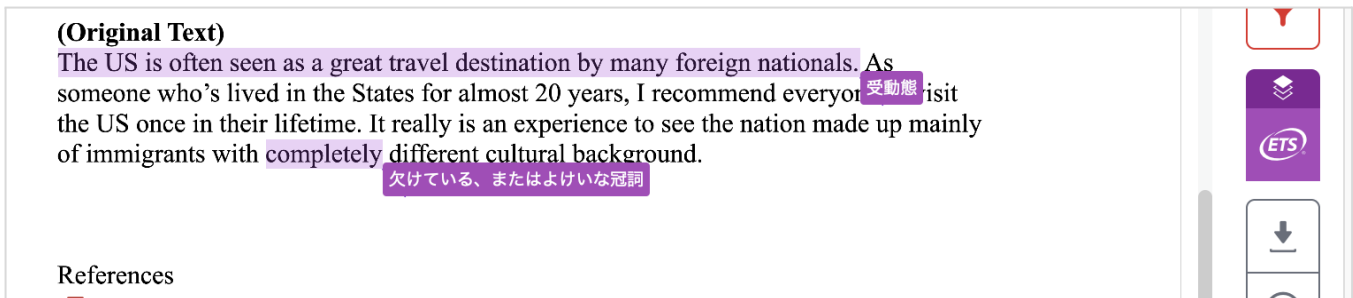 (Original Text)
The US is often seen as a great travel destination by many foreign nationals. As
受動態
someone who’s lived in the States for almost 20 years, I recommend isit
the US once in their lifetime. It really is an experience to see the nation made up mainly
of immigrants with completely different cultural background.
欠けている、またはよけいな冠詞
ETS
References